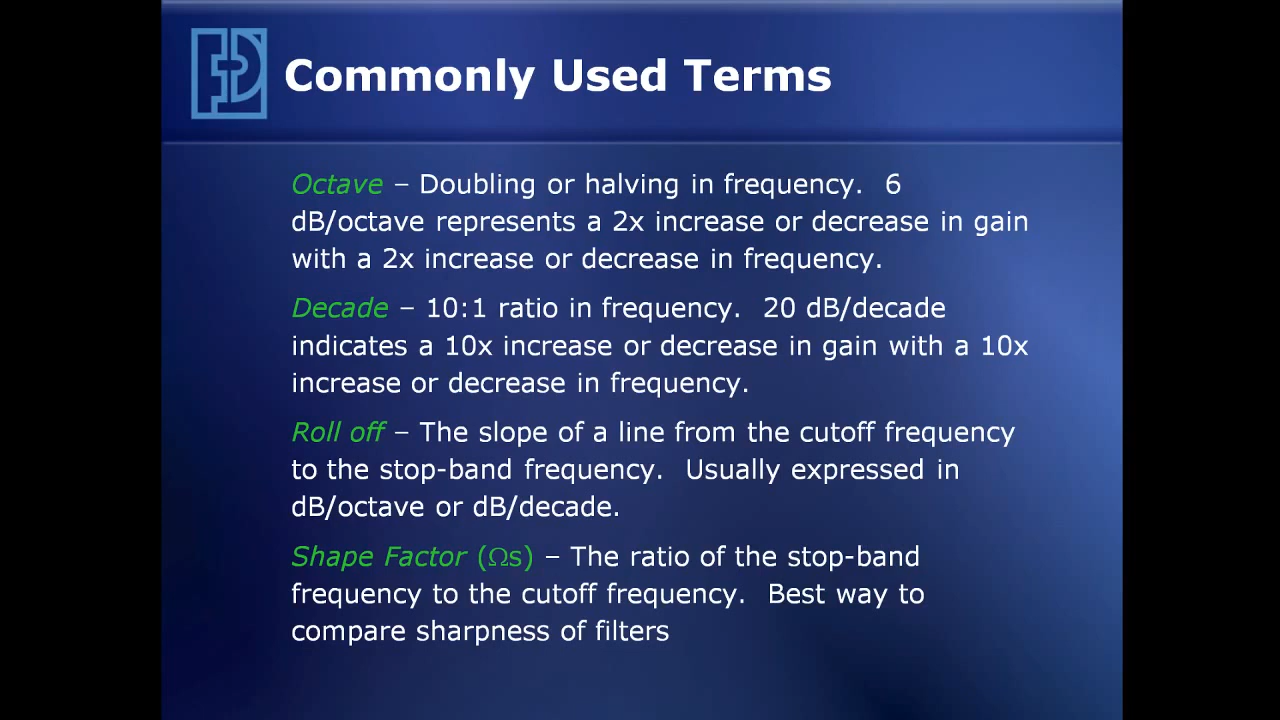 Commonly Used Terms
Octave – Doubling or halving in frequency.  6
dB/octave represents a 2x increase or decrease in gain
with a 2x increase or decrease in frequency.
Decade – 10:1 ratio in frequency.  20 dB/decade
indicates a 10x increase or decrease in gain with a 10x
increase or decrease in frequency.
Roll off – The slope of a line from the cutoff frequency
to the stop-band frequency.  Usually expressed in
dB/octave or dB/decade.
Shape Factor (Ωs) – The ratio of the stop-band
frequency to the cutoff frequency.  Best way to
compare sharpness of filters